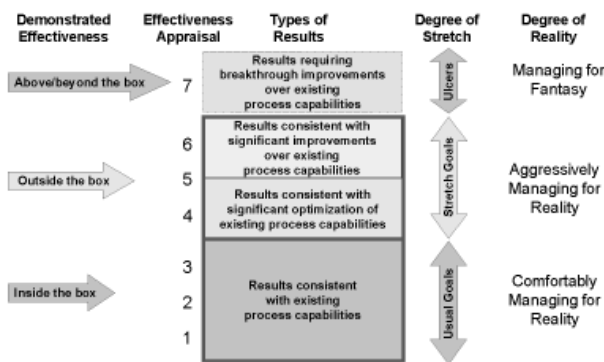 Demonstrated
Effectiveness
Effectiveness
Appraisal
Types of
Results
Degree of
Stretch
Degree of
Reality
Above/beyond the box
7
Results requiring
breakthrough improvements
over existing
process capabilities
Ulcers
Managing for
Fantasy
Outside the box
6
5
4
Results consistent with
significant improvements
over existing
process capabilities
Results consistent with
significant optimization of
existing process capabilities
Stretch Goals
Aggressively
Managing for
Reality
Inside the box
3
2
1
Results consistent
with existing
process capabilities
Usual Goals
Comfortably
Managing for
Reality